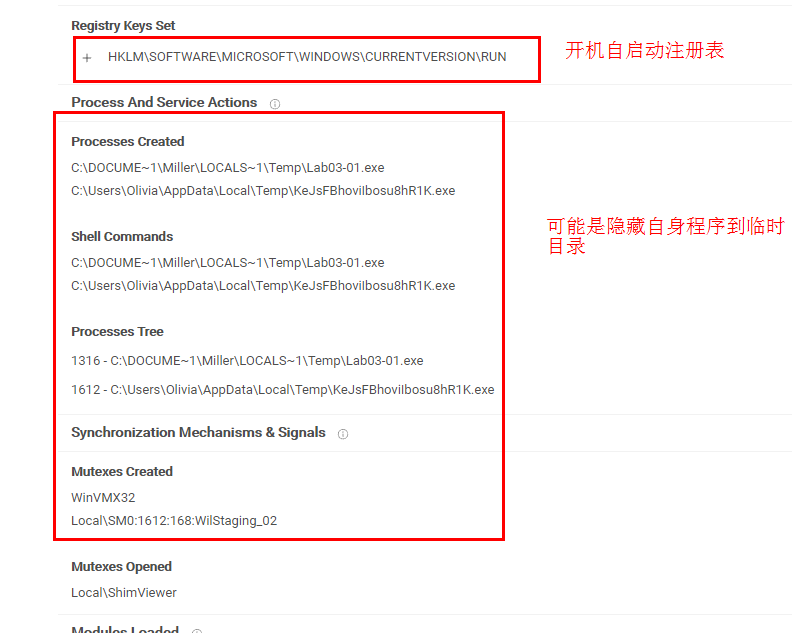 Registry Keys Set
+ HKLM\SOFTWARE\MICROSOFT\WINDOWS\CURRENTVERSION\RUN
开机自启动注册表
Process And Service Actions
Processes Created
C:\DOCUME~1\Miller\LOCALS~1\Temp\Lab03-01.exe
C:\Users\Olivia\AppData\Local\Temp\KeJsFBhoviIbosu8hR1K.exe
可能是隐藏自身程序到临时
目录
Shell Commands
C:\DOCUME~1\Miller\LOCALS~1\Temp\Lab03-01.exe
C:\Users\Olivia\AppData\Local\Temp\KeJsFBhoviIbosu8hR1K.exe
Processes Tree
1316 - C:\DOCUME~1\Miller\LOCALS~1\Temp\Lab03-01.exe
1612 - C:\Users\Olivia\AppData\Local\Temp\KeJsFBhoviIbosu8hR1K.exe
Synchronization Mechanisms & Signals
Mutexes Created
WinVMX32
Local\SM0:1612:168:WilStaging_02
Mutexes Opened
Local\ShimViewer
Modules Loaded